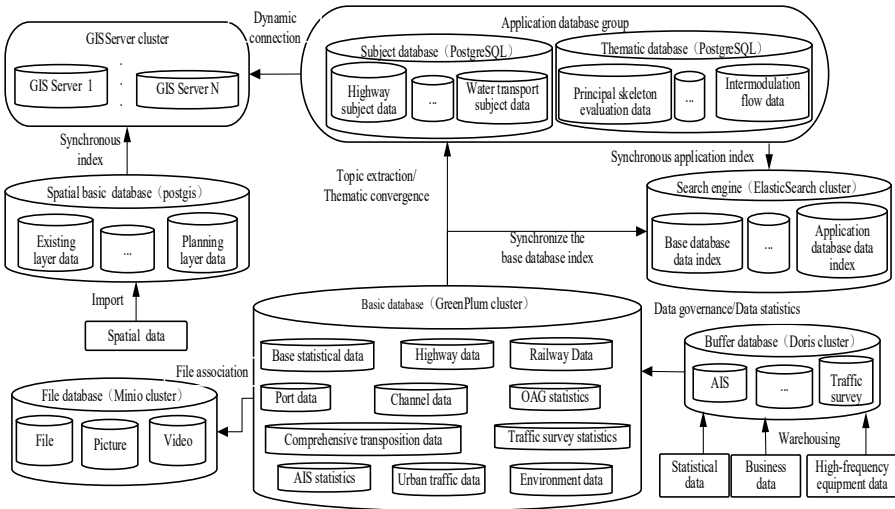 GIS Server cluster
GIS Server 1
GIS Server N
.
.
.
Dynamic
connection
Application database group
Subject database（PostgreSQL）
Highway
subject data
...
Water transport
subject data
Thematic database（PostgreSQL）
Principal skeleton
evaluation data
...
Intermodulation
flow data
Synchronous
index
Topic extraction/
Thematic convergence
Synchronous application index
Spatial basic database（postgis）
Existing
layer data
...
Planning
layer data
Search engine（ElasticSearch cluster）
Base database
data index
...
Application
database data
index
Synchronize the
base database index
Import
Spatial data
Basic database（GreenPlum cluster）
Base statistical data
Highway data
Railway Data
Port data
Channel data
OAG statistics
Comprehensive transposition data
Traffic survey statistics
AIS statistics
Urban traffic data
Environment data
Data governance/Data statistics
Buffer database（Doris cluster）
AIS
...
Traffic
survey
File association
File database（Minio cluster）
File
Picture
Video
Warehousing
Statistical
data
Business
data
High-frequency
equipment data